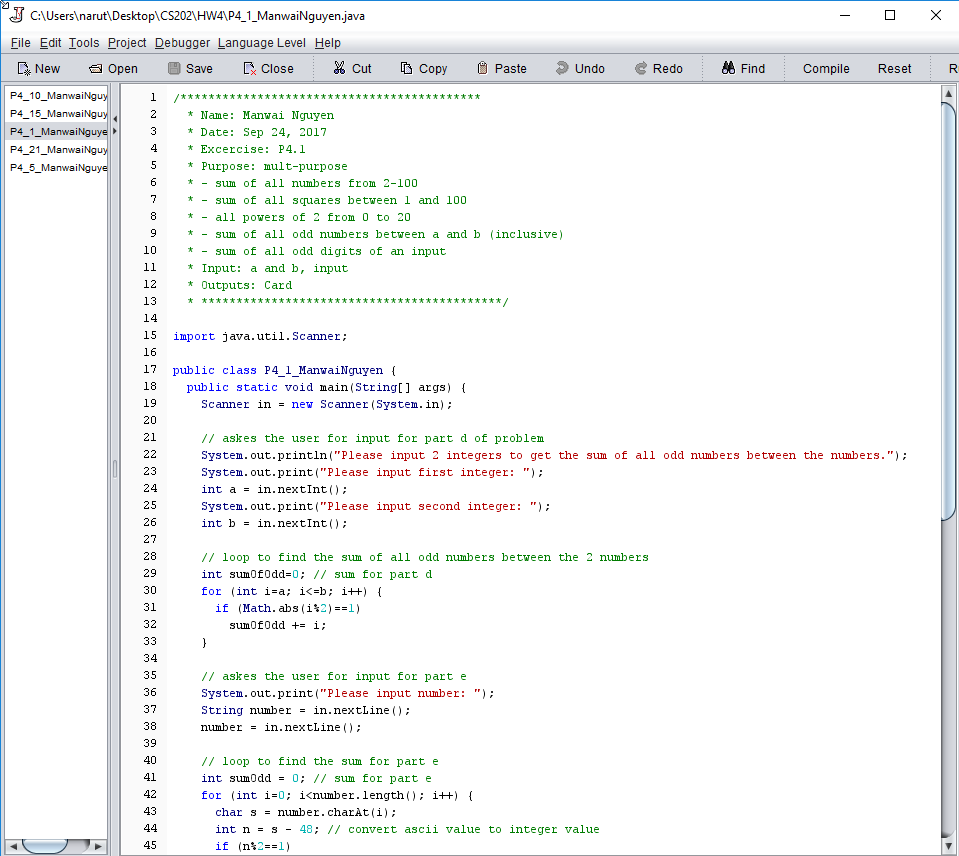 C:\Users\narut\Desktop\CS202\HW4\P4_1_ManwaiNguyen.java
File Edit Tools Project Debugger Language Level Help
New Open Save Close Cut Copy Paste Undo Redo Find Compile Reset R
P4_10_ManwaiNguy
P4_15_ManwaiNguy
P4_1_ManwaiNguye
P4_21_ManwaiNguy
P4_5_ManwaiNguye
1 /*******************************************
2 * Name: Manwai Nguyen
3 * Date: Sep 24, 2017
4 * Excercise: P4.1
5 * Purpose: mult-purpose
6 * - sum of all numbers from 2-100
7 * - sum of all squares between 1 and 100
8 * - all powers of 2 from 0 to 20
9 * - sum of all odd numbers between a and b (inclusive)
10 * - sum of all odd digits of an input
11 * Input: a and b, input
12 * Outputs: Card
13 * *******************************************/
14
15 import java.util.Scanner;
16
17 public class P4_1_ManwaiNguyen {
18 public static void main(String[] args) {
19 Scanner in = new Scanner(System.in);
20
21 // askes the user for input for part d of problem
22 System.out.println("Please input 2 integers to get the sum of all odd numbers between the numbers.");
23 System.out.print("Please input first integer: ");
24 int a = in.nextInt();
25 System.out.print("Please input second integer: ");
26 int b = in.nextInt();
27
28 // loop to find the sum of all odd numbers between the 2 numbers
29 int sumOfOdd=0; // sum for part d
30 for (int i=a; i<=b; i++) {
31 if (Math.abs(i%2)==1)
32 sumOfOdd += i;
33 }
34
35 // askes the user for input for part e
36 System.out.print("Please input number: ");
37 String number = in.nextLine();
38 number = in.nextLine();
39
40 // loop to find the sum for part e
41 int sumOdd = 0; // sum for part e
42 for (int i=0; i<number.length(); i++) {
43 char s = number.charAt(i);
44 int n = s - 48; // convert ascii value to integer value
45 if (n%2==1)